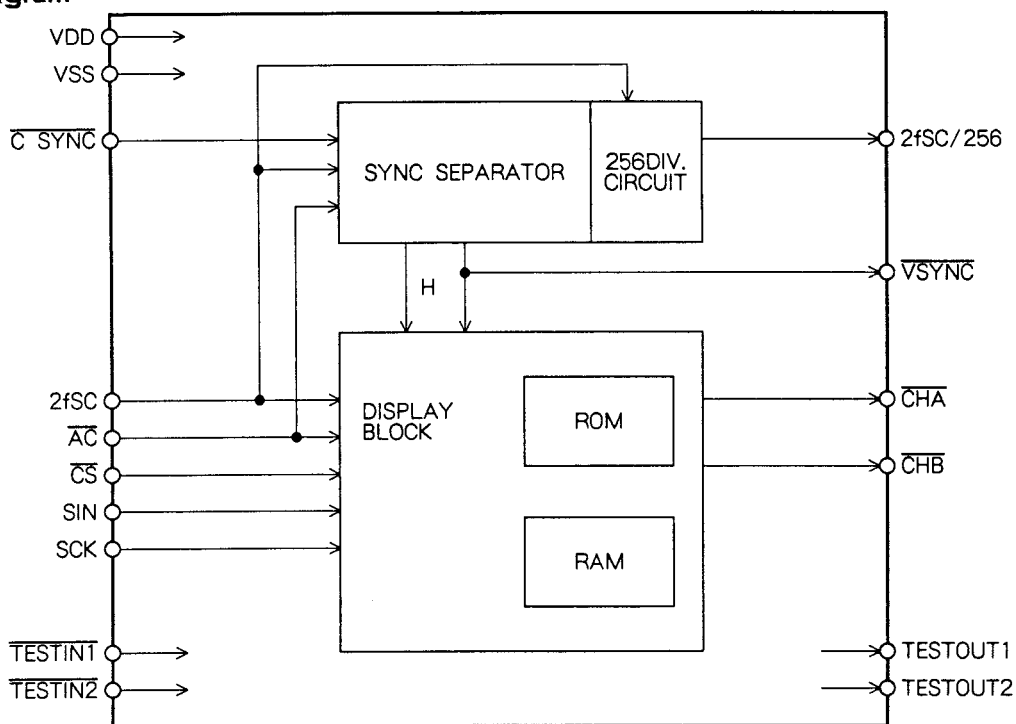 VDD
VSS
C SYNC
SYNC SEPARATOR
256DIV.
CIRCUIT
2fSC/256
H
VSYNC
2fSC
AC
CS
SIN
SCK
DISPLAY
BLOCK
ROM
RAM
CHA
CHB
TESTIN1
TESTIN2
TESTOUT1
TESTOUT2